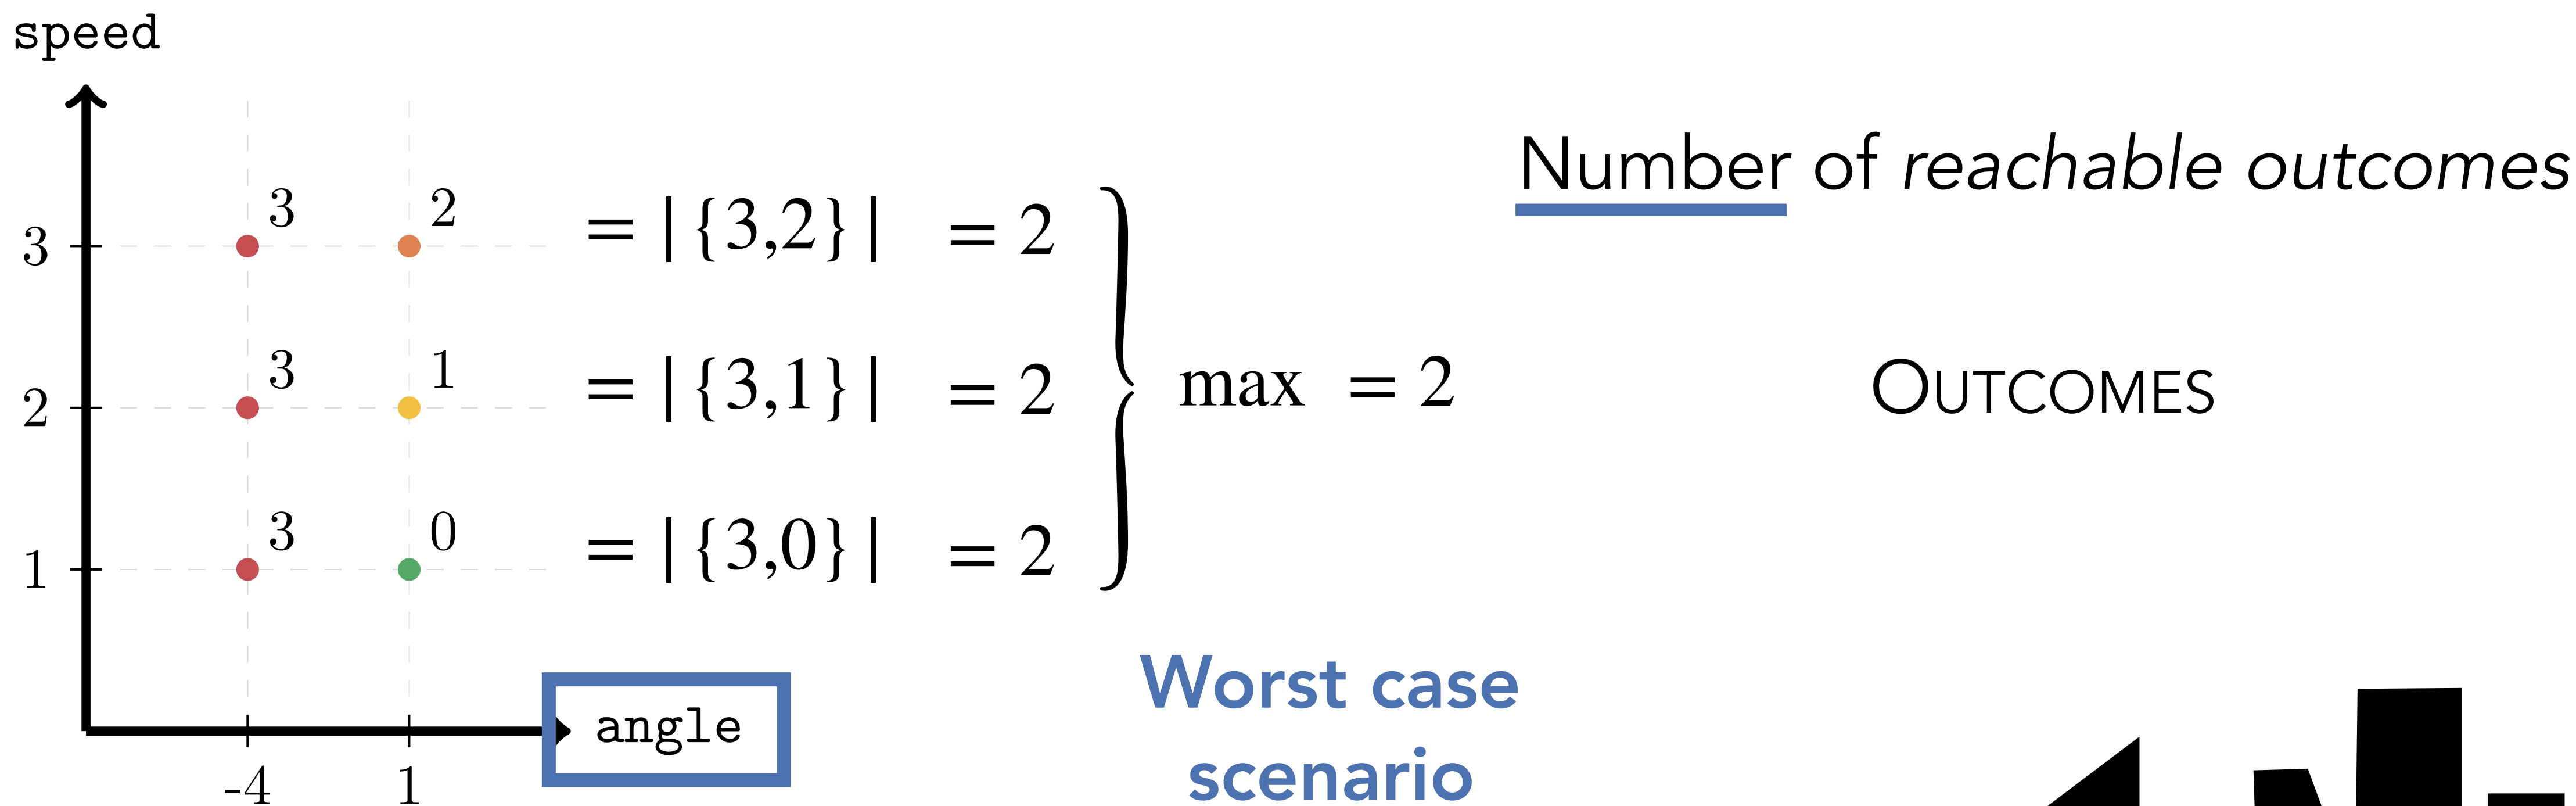 speed
Number of reachable outcomes
3 3 2 = |{3,2}| = 2
2 3 1 = |{3,1}| = 2 max = 2
OUTCOMES
1 3 0 = |{3,0}| = 2
angle
-4 1
Worst case
scenario